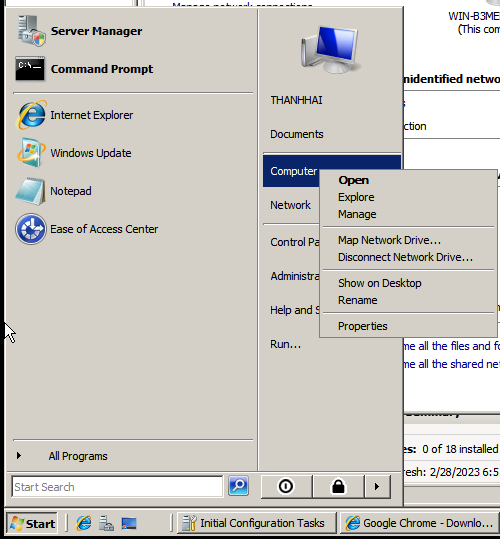 Manage network connections
WIN-B3ME
(This com
Server Manager
Command Prompt
Internet Explorer
Windows Update
Notepad
Ease of Access Center
All Programs
Start Search
THANHHAI
Documents
Computer
Network
Control Pa
Administra
Help and S
Run...
Open
Explore
Manage
Map Network Drive...
Disconnect Network Drive...
Show on Desktop
Rename
Properties
nidentified netwo
ction
me all the files and fo
me all the shared net
es: 0 of 18 installed
resh: 2/28/2023 6:5
Start
Initial Configuration Tasks
Google Chrome - Downlo...